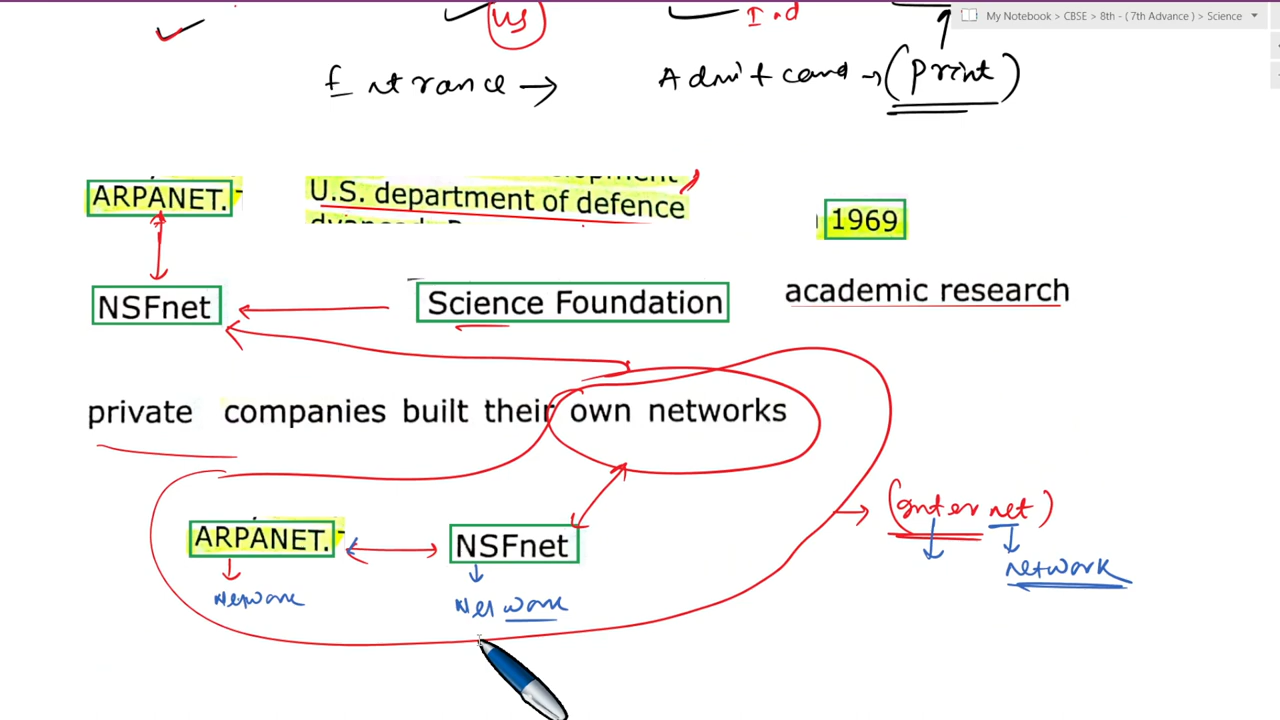 us
I.d
My Notebook > CBSE > 8th - ( 7th Advance ) > Science
Entrance → Admit card → (Print)
ARPANET.
U.S. department of defence
1969
NSFnet
Science Foundation
academic research
private companies built their own networks
(Internet)
ARPANET.
NSFnet
Network
Network
network